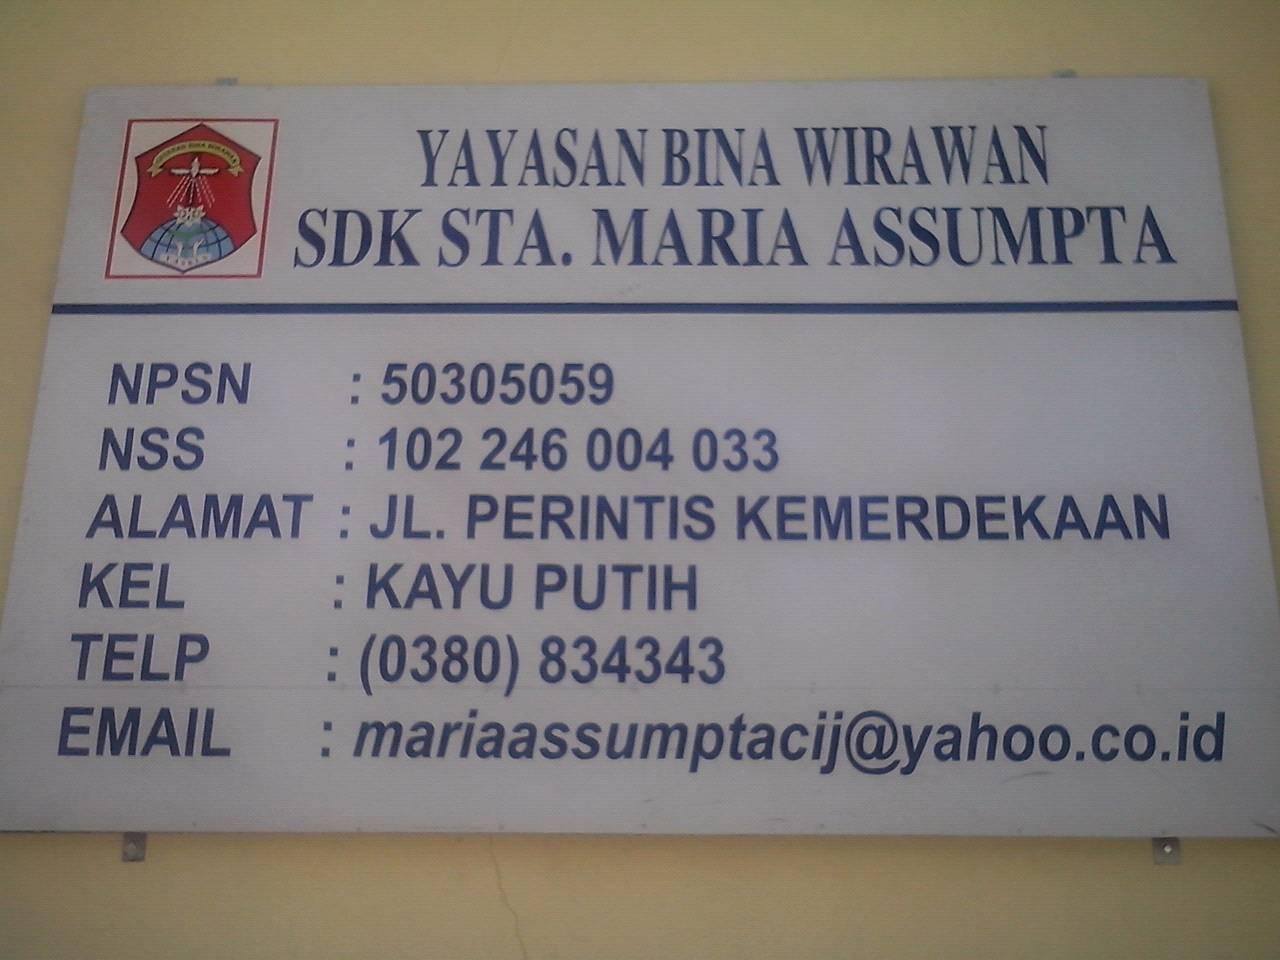 YAYASAN BINA WIRAWAN
SDK STA. MARIA ASSUMPTA
NPSN : 50305059
NSS : 102 246 004 033
ALAMAT : JL. PERINTIS KEMERDEKAAN
KEL : KAYU PUTIH
TELP : (0380) 834343
EMAIL : mariaassumptacij@yahoo.co.id